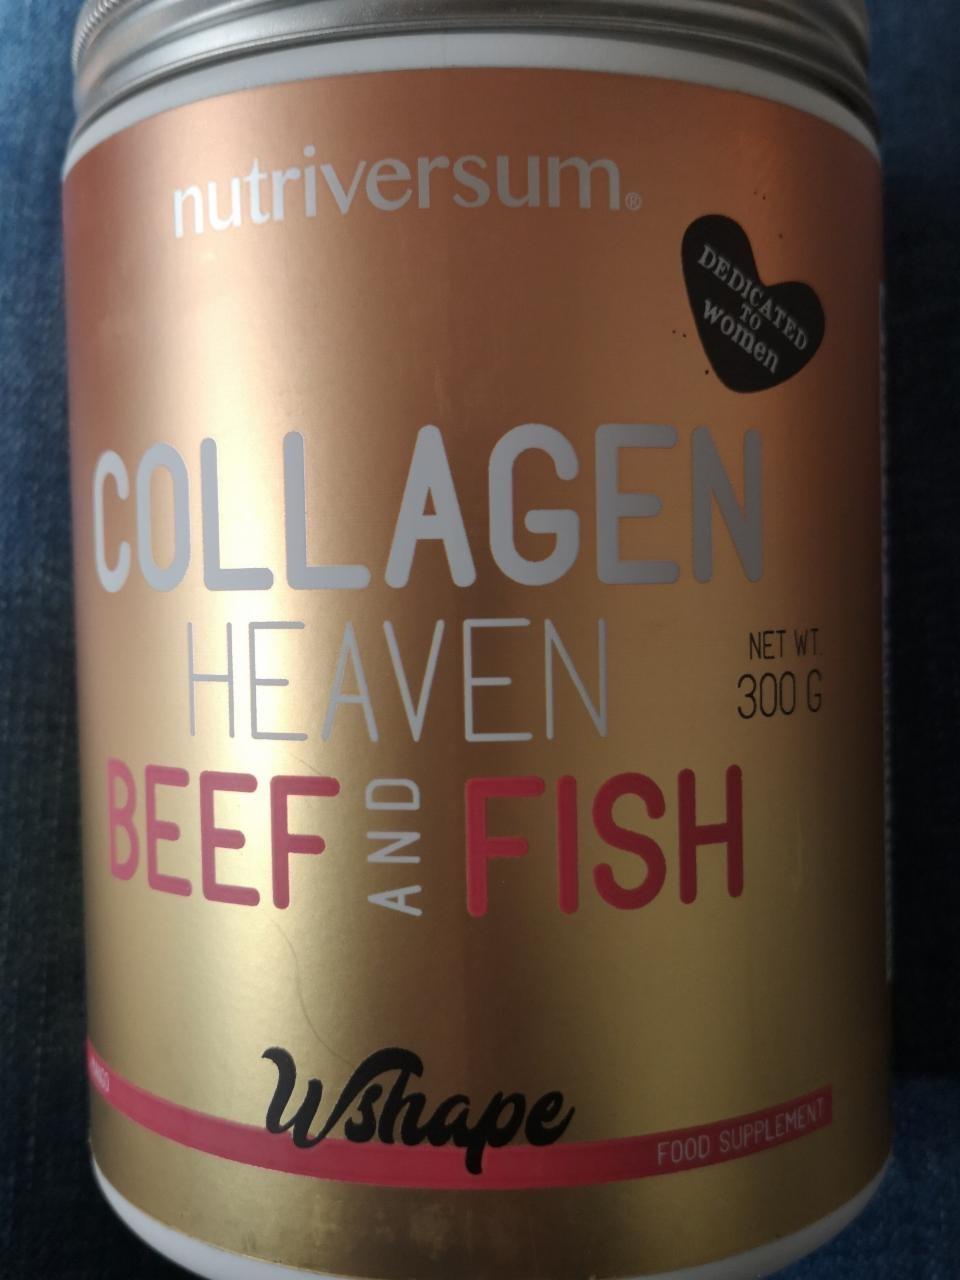 nutriversum®
DEDICATED
TO
women
COLLAGEN
HEAVEN
NET WT.
300 G
BEEF AND FISH
Wshape
FOOD SUPPLEMENT